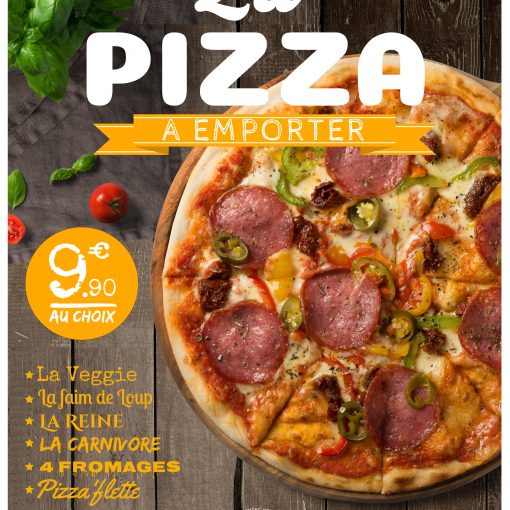 La
PIZZA
A EMPORTER
9.90 €
AU CHOIX
La Veggie
La faim de Loup
LA REINE
LA CARNIVORE
4 FROMAGES
Pizza'flette